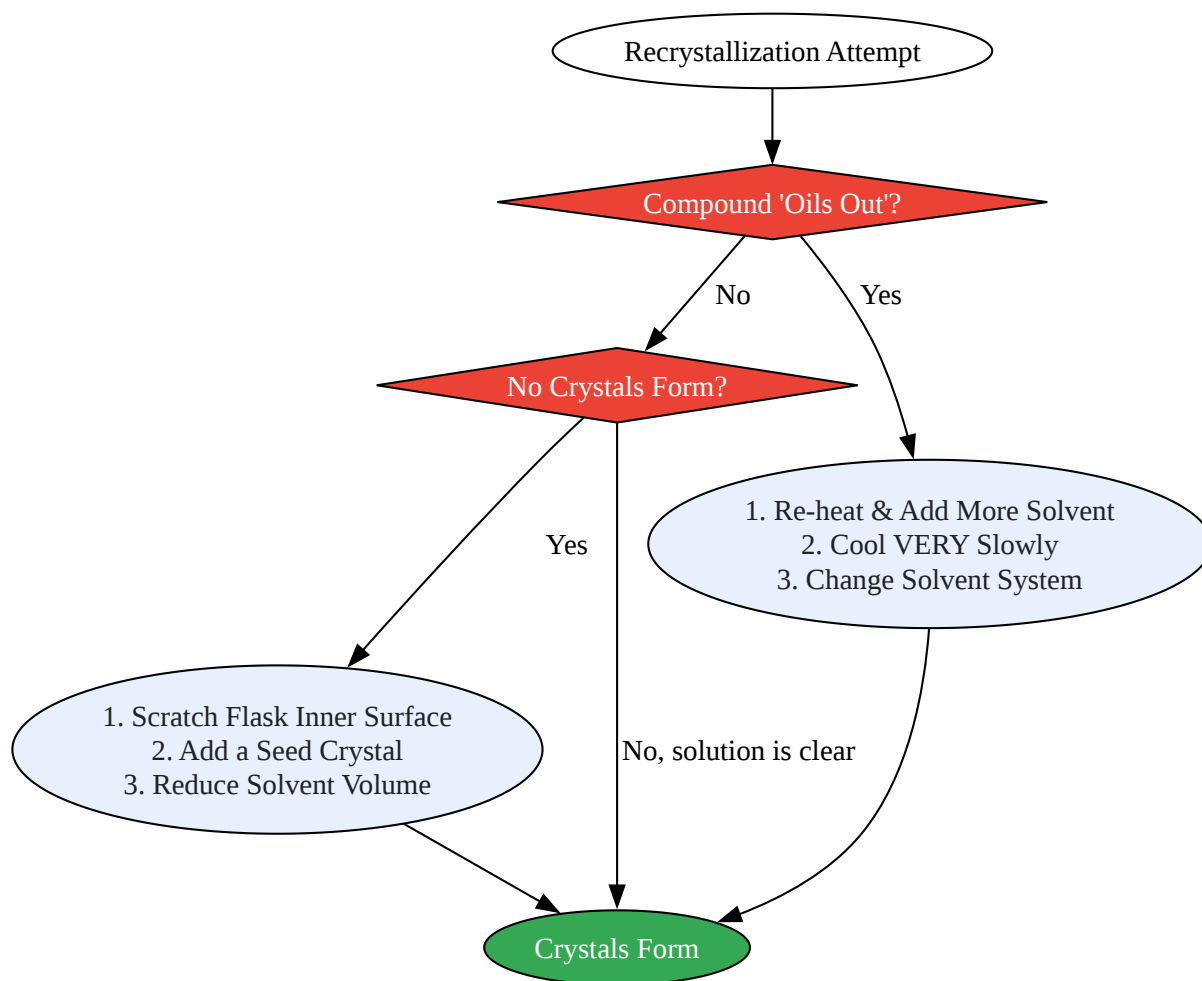 Recrystallization Attempt
Compound 'Oils Out'?
No
Yes
No Crystals Form?
1. Re-heat & Add More Solvent
2. Cool VERY Slowly
3. Change Solvent System
Yes
1. Scratch Flask Inner Surface
2. Add a Seed Crystal
3. Reduce Solvent Volume
No, solution is clear
Crystals Form